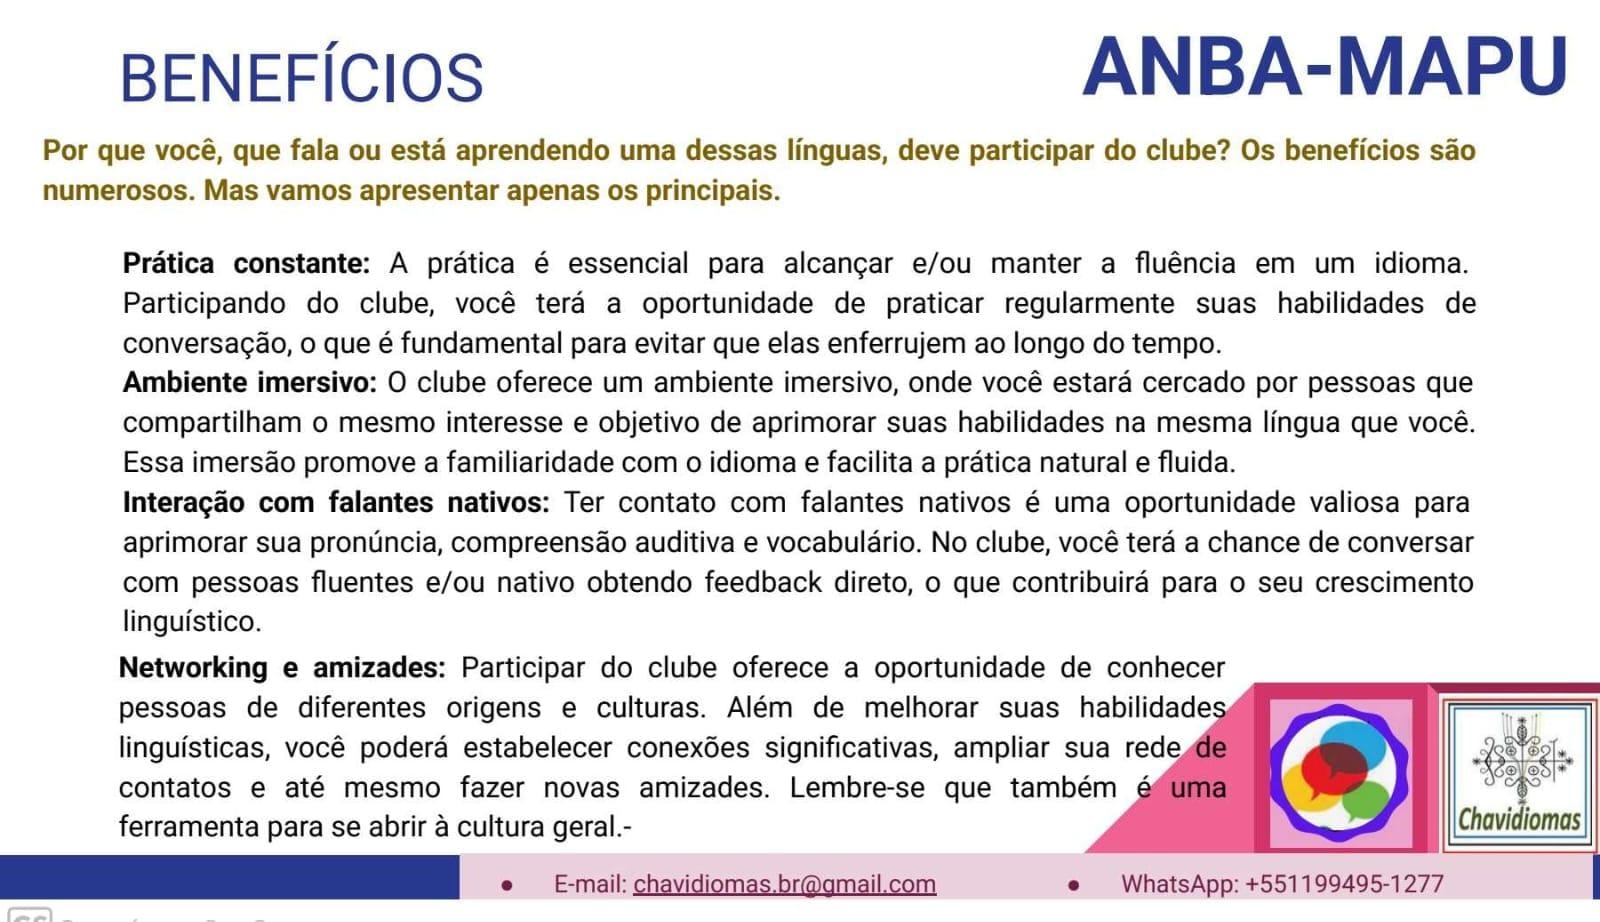 BENEFÍCIOS
ANBA-MAPU
Por que você, que fala ou está aprendendo uma dessas línguas, deve participar do clube? Os benefícios são
numerosos. Mas vamos apresentar apenas os principais.
Prática constante: A prática é essencial para alcançar e/ou manter a fluência em um idioma.
Participando do clube, você terá a oportunidade de praticar regularmente suas habilidades de
conversação, o que é fundamental para evitar que elas enferrujem ao longo do tempo.
Ambiente imersivo: O clube oferece um ambiente imersivo, onde você estará cercado por pessoas que
compartilham o mesmo interesse e objetivo de aprimorar suas habilidades na mesma língua que você.
Essa imersão promove a familiaridade com o idioma e facilita a prática natural e fluida.
Interação com falantes nativos: Ter contato com falantes nativos é uma oportunidade valiosa para
aprimorar sua pronúncia, compreensão auditiva e vocabulário. No clube, você terá a chance de conversar
com pessoas fluentes e/ou nativo obtendo feedback direto, o que contribuirá para o seu crescimento
linguístico.
Networking e amizades: Participar do clube oferece a oportunidade de conhecer
pessoas de diferentes origens e culturas. Além de melhorar suas habilidades
linguísticas, você poderá estabelecer conexões significativas, ampliar sua rede de
contatos e até mesmo fazer novas amizades. Lembre-se que também é uma
ferramenta para se abrir à cultura geral.-
Chavidiomas
• E-mail: chavidiomas.br@gmail.com
• WhatsApp: +551199495-1277